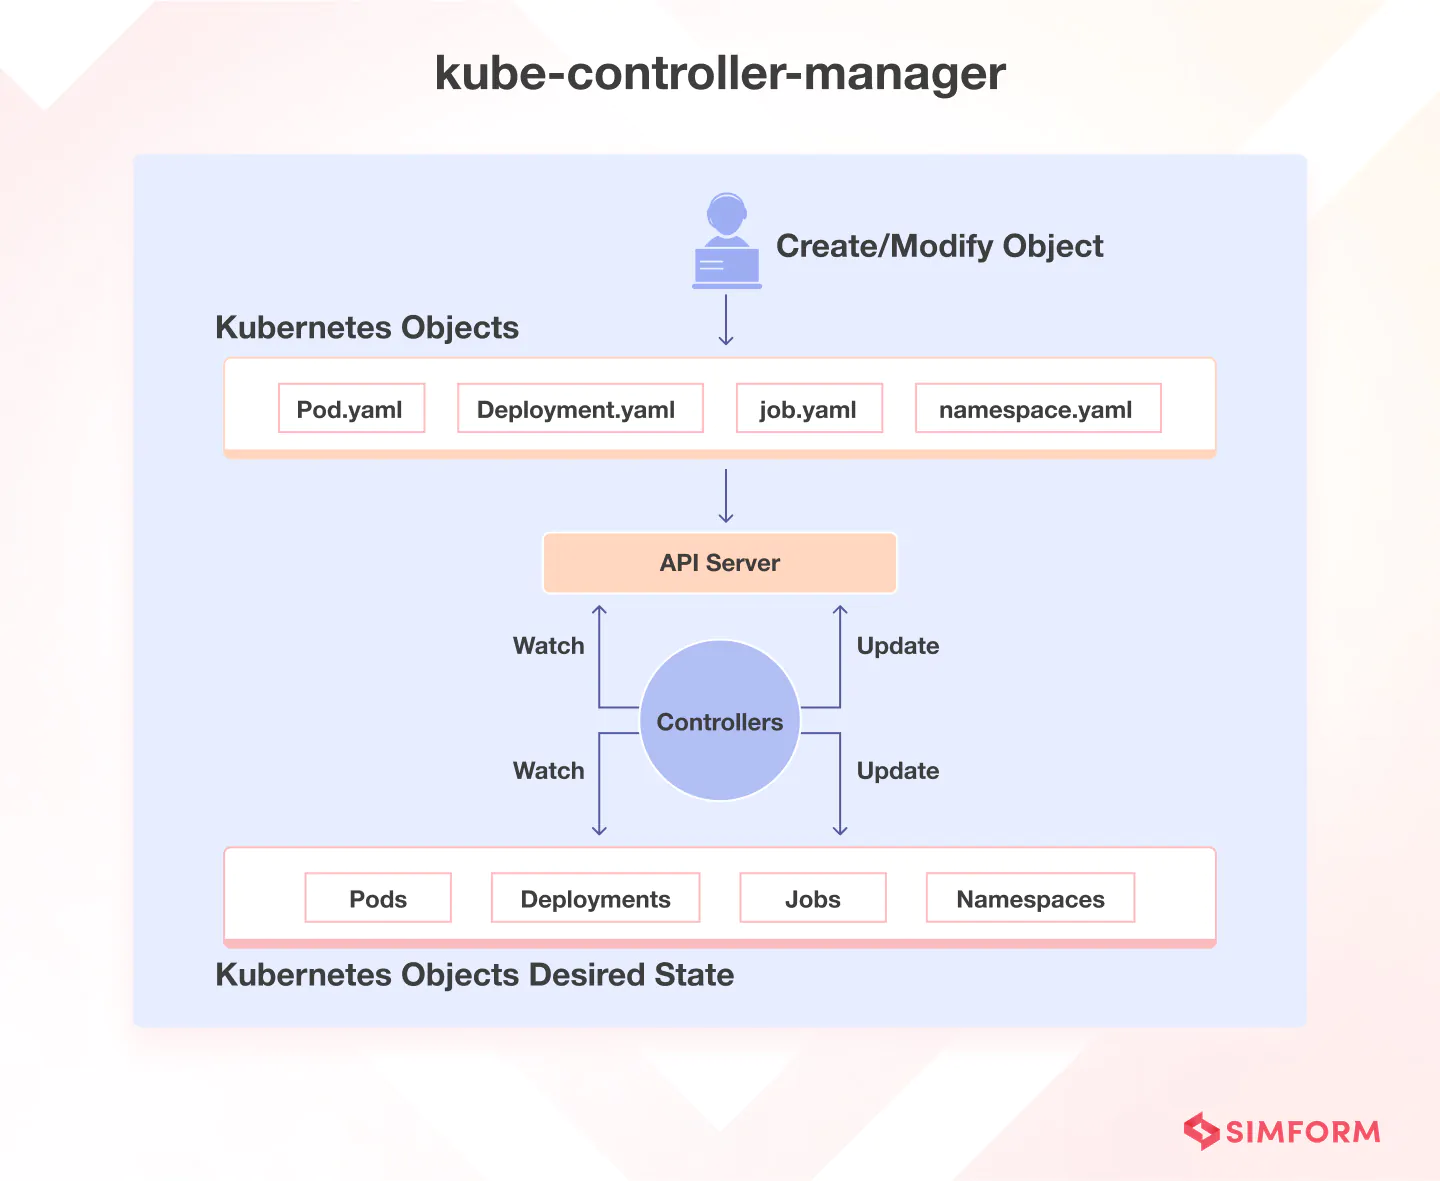 kube-controller-manager
Create/Modify Object
Kubernetes Objects
Pod.yaml
Deployment.yaml
job.yaml
namespace.yaml
API Server
Watch
Update
Controllers
Watch
Update
Pods
Deployments
Jobs
Namespaces
Kubernetes Objects Desired State
SIMFORM